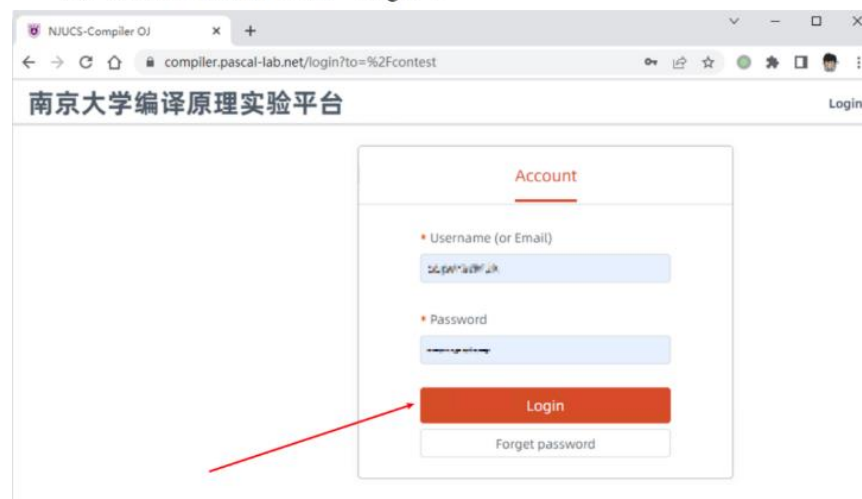 NJUCS-Compiler OJ
compiler.pascal-lab.net/login?to=%2Fcontest
南京大学编译原理实验平台
Login
Account
* Username (or Email)
* Password
Login
Forget password